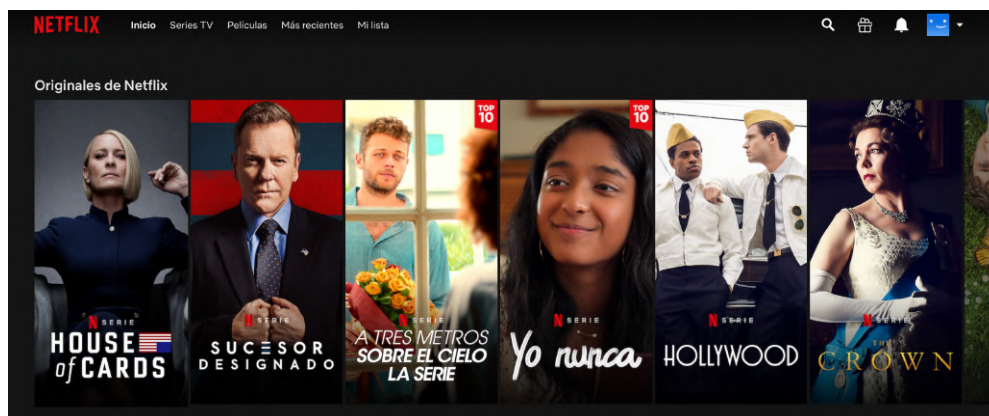 NETFLIX Inicio Series TV Películas Más recientes Mi lista
Originales de Netflix
N SERIE
HOUSE
of CARDS
N SERIE
SUCESOR
DESIGNADO
TOP
10
A TRES METROS
SOBRE EL CIELO
LA SERIE
TOP
10
N SERIE
Yo nunca
N SERIE
HOLLYWOOD
N SERIE
THE
CROWN